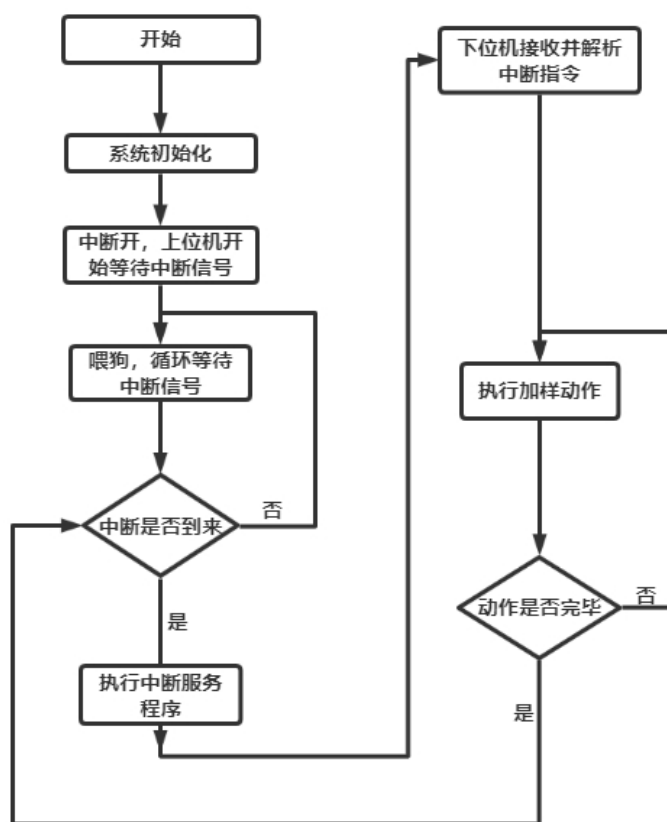 开始
系统初始化
中断开，上位机开
始等待中断信号
喂狗，循环等待
中断信号
中断是否到来
否
是
执行中断服务
程序
下位机接收井解析
中断指令
执行加样动作
动作是否完毕
否
是